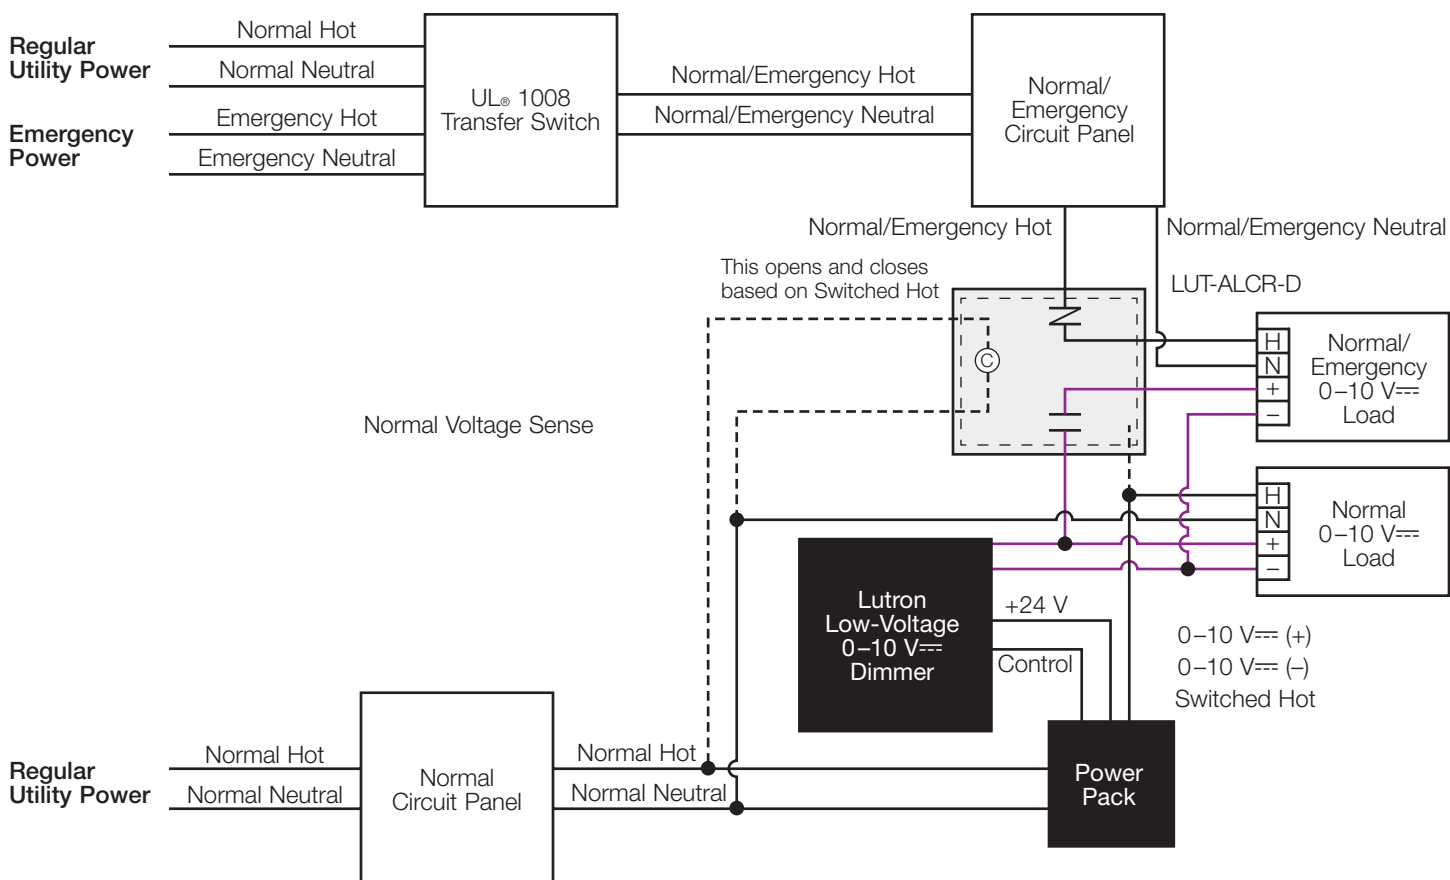 Regular
Utility Power
Normal Hot
Normal Neutral
Emergency
Power
Emergency Hot
Emergency Neutral
UL® 1008
Transfer Switch
Normal/Emergency Hot
Normal/Emergency Neutral
Normal/
Emergency
Circuit Panel
Normal/Emergency Hot
Normal/Emergency Neutral
This opens and closes
based on Switched Hot
LUT-ALCR-D
C
H
N
+
–
Normal/
Emergency
0–10 V⎓
Load
Normal Voltage Sense
H
N
+
–
Normal
0–10 V⎓
Load
Lutron
Low-Voltage
0–10 V⎓
Dimmer
+24 V
Control
0–10 V⎓ (+)
0–10 V⎓ (–)
Switched Hot
Regular
Utility Power
Normal Hot
Normal Neutral
Normal
Circuit Panel
Normal Hot
Normal Neutral
Power
Pack